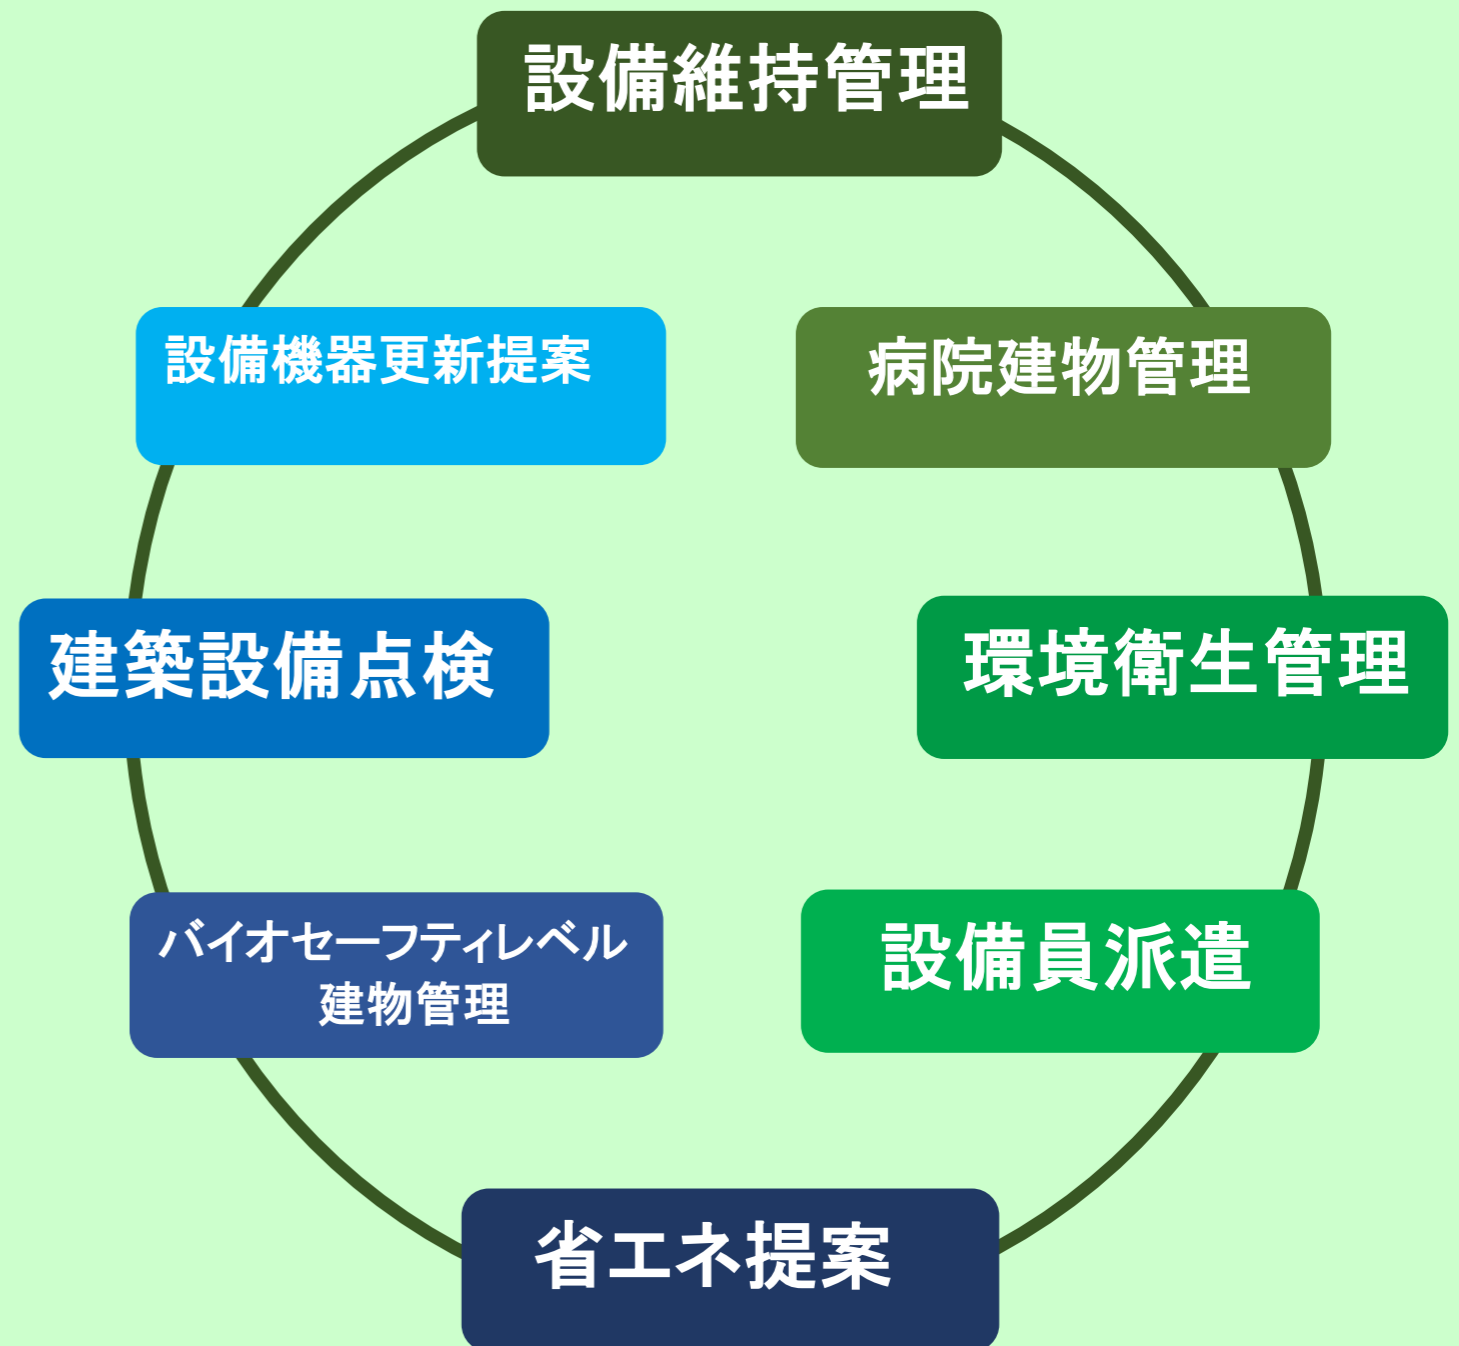 設備維持管理
設備機器更新提案
病院建物管理
建築設備点検
環境衛生管理
バイオセーフティレベル
建物管理
設備員派遣
省エネ提案